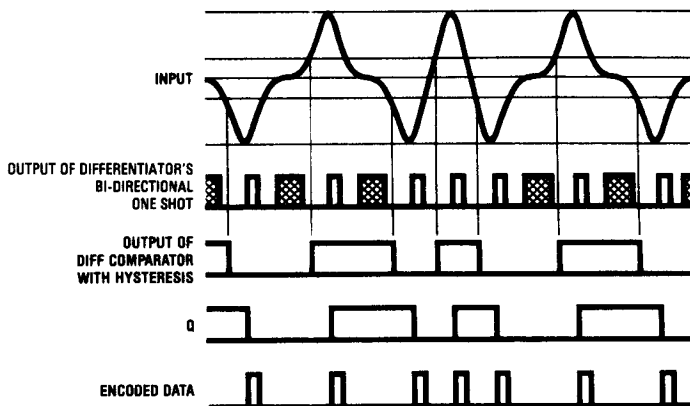 INPUT
OUTPUT OF DIFFERENTIATOR'S
BI-DIRECTIONAL
ONE SHOT
OUTPUT OF
DIFF COMPARATOR
WITH HYSTERESIS
Q
ENCODED DATA